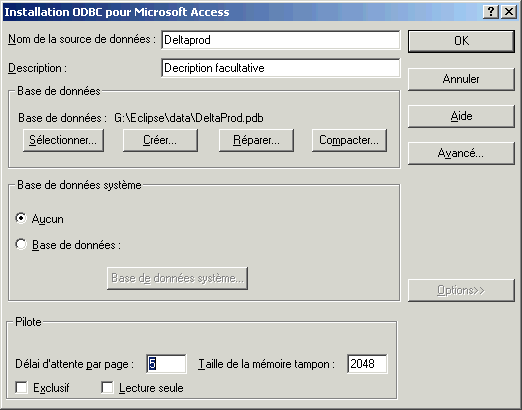 Installation ODBC pour Microsoft Access
Nom de la source de données : Deltaprod OK
Description : Decription facultative Annuler
Base de données
Base de données : G:\Eclipse\data\DeltaProd.pdb Aide
Sélectionner... Créer... Réparer... Compacter... Avancé...
Base de données système
Aucun
Base de données :
Base de données système... Options>>
Pilote
Délai d'attente par page : 5 Taille de la mémoire tampon : 2048
Exclusif Lecture seule